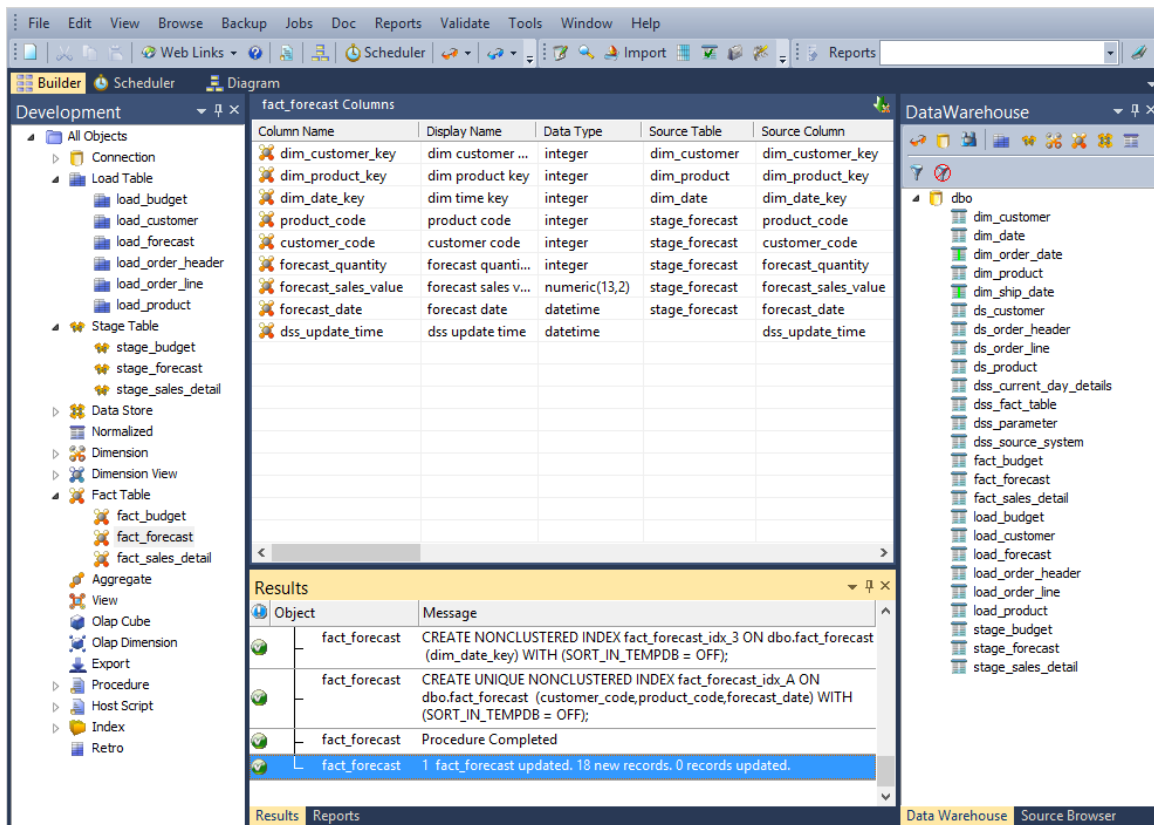 File Edit View Browse Backup Jobs Doc Reports Validate Tools Window Help
Web Links Scheduler Import Reports
Builder Scheduler Diagram
Development
All Objects
Connection
Load Table
load_budget
load_customer
load_forecast
load_order_header
load_order_line
load_product
Stage Table
stage_budget
stage_forecast
stage_sales_detail
Data Store
Normalized
Dimension
Dimension View
Fact Table
fact_budget
fact_forecast
fact_sales_detail
Aggregate
View
Olap Cube
Olap Dimension
Export
Procedure
Host Script
Index
Retro
fact_forecast Columns
Column Name Display Name Data Type Source Table Source Column
dim_customer_key dim customer ... integer dim_customer dim_customer_key
dim_product_key dim product key integer dim_product dim_product_key
dim_date_key dim time key integer dim_date dim_date_key
product_code product code integer stage_forecast product_code
customer_code customer code integer stage_forecast customer_code
forecast_quantity forecast quanti... integer stage_forecast forecast_quantity
forecast_sales_value forecast sales v... numeric(13,2) stage_forecast forecast_sales_value
forecast_date forecast date datetime stage_forecast forecast_date
dss_update_time dss update time datetime dss_update_time
Results
Object Message
fact_forecast CREATE NONCLUSTERED INDEX fact_forecast_idx_3 ON dbo.fact_forecast
(dim_date_key) WITH (SORT_IN_TEMPDB = OFF);
fact_forecast CREATE UNIQUE NONCLUSTERED INDEX fact_forecast_idx_A ON
dbo.fact_forecast (customer_code,product_code,forecast_date) WITH
(SORT_IN_TEMPDB = OFF);
fact_forecast Procedure Completed
fact_forecast 1 fact_forecast updated. 18 new records. 0 records updated.
Results Reports
DataWarehouse
dbo
dim_customer
dim_date
dim_order_date
dim_product
dim_ship_date
ds_customer
ds_order_header
ds_order_line
ds_product
dss_current_day_details
dss_fact_table
dss_parameter
dss_source_system
fact_budget
fact_forecast
fact_sales_detail
load_budget
load_customer
load_forecast
load_order_header
load_order_line
load_product
stage_budget
stage_forecast
stage_sales_detail
Data Warehouse Source Browser